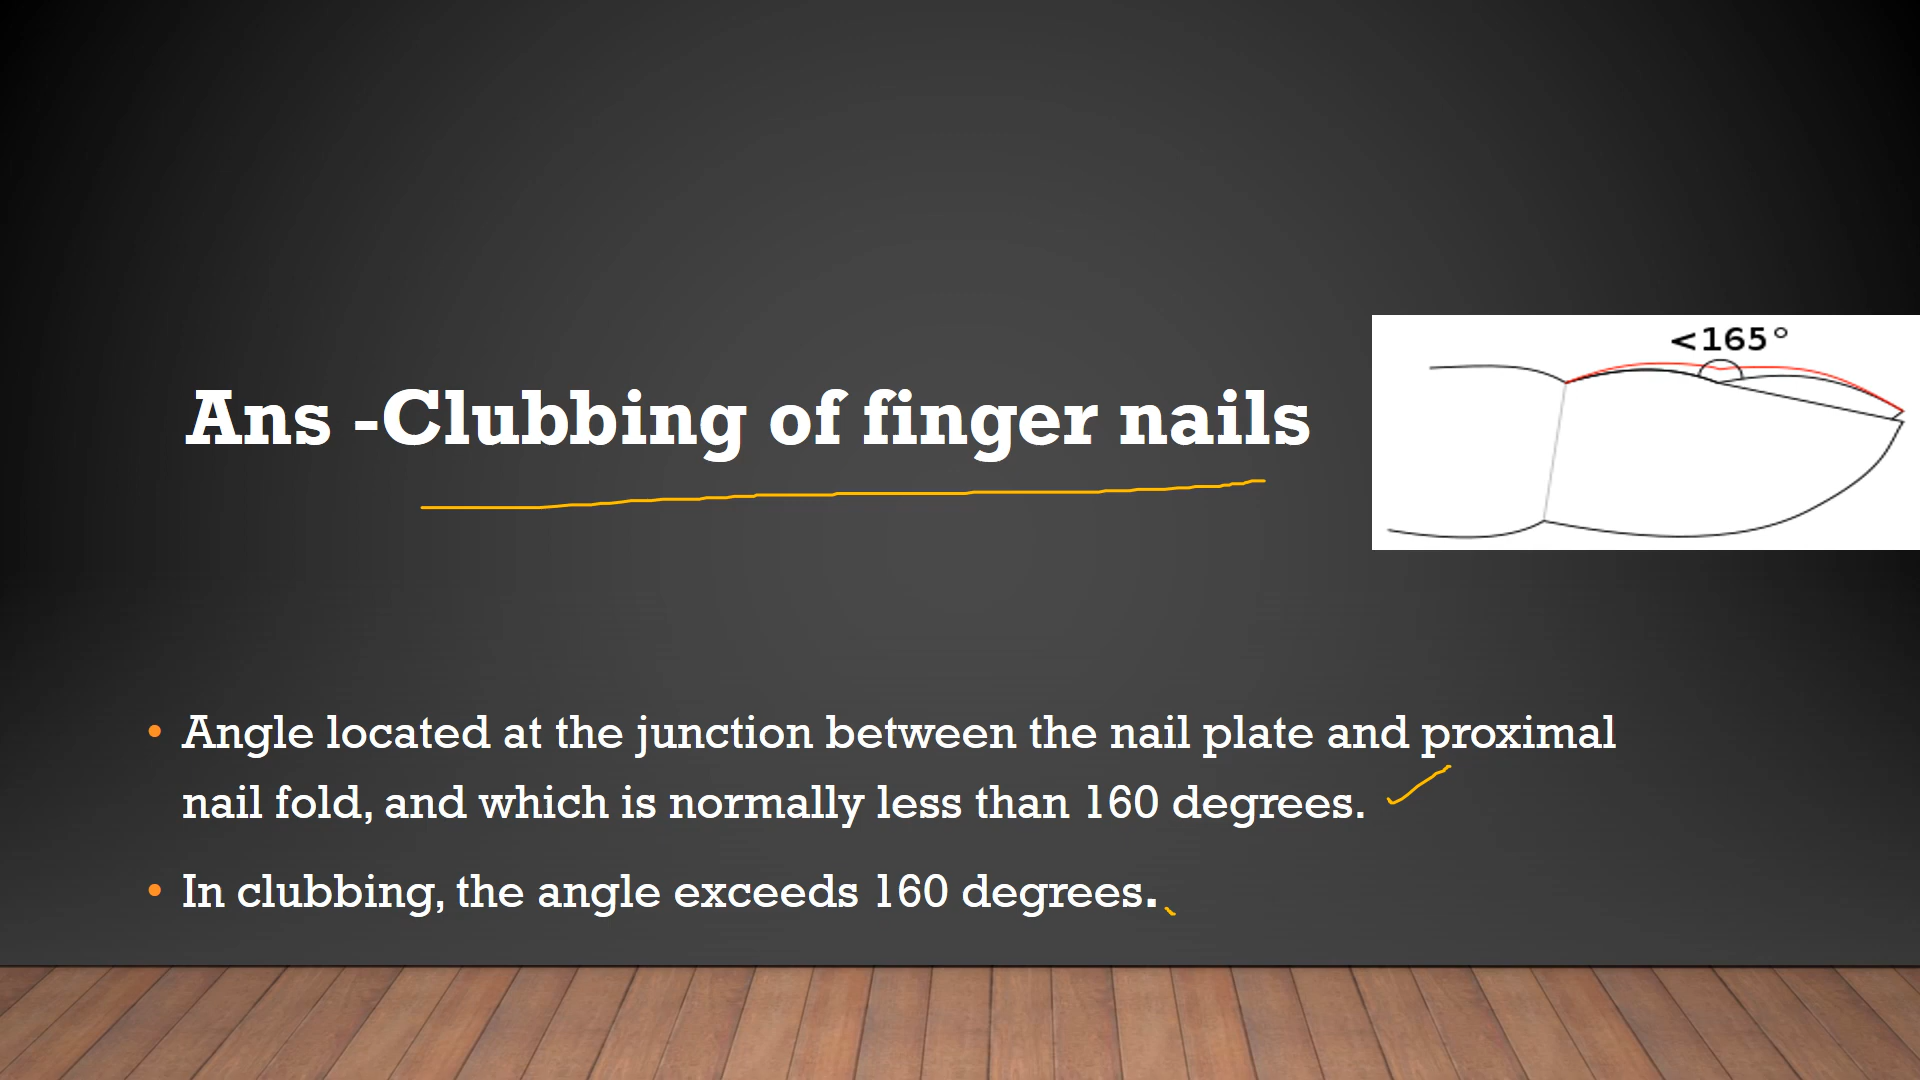 <165°
Ans -Clubbing of finger nails
• Angle located at the junction between the nail plate and proximal
nail fold, and which is normally less than 160 degrees.
• In clubbing, the angle exceeds 160 degrees.